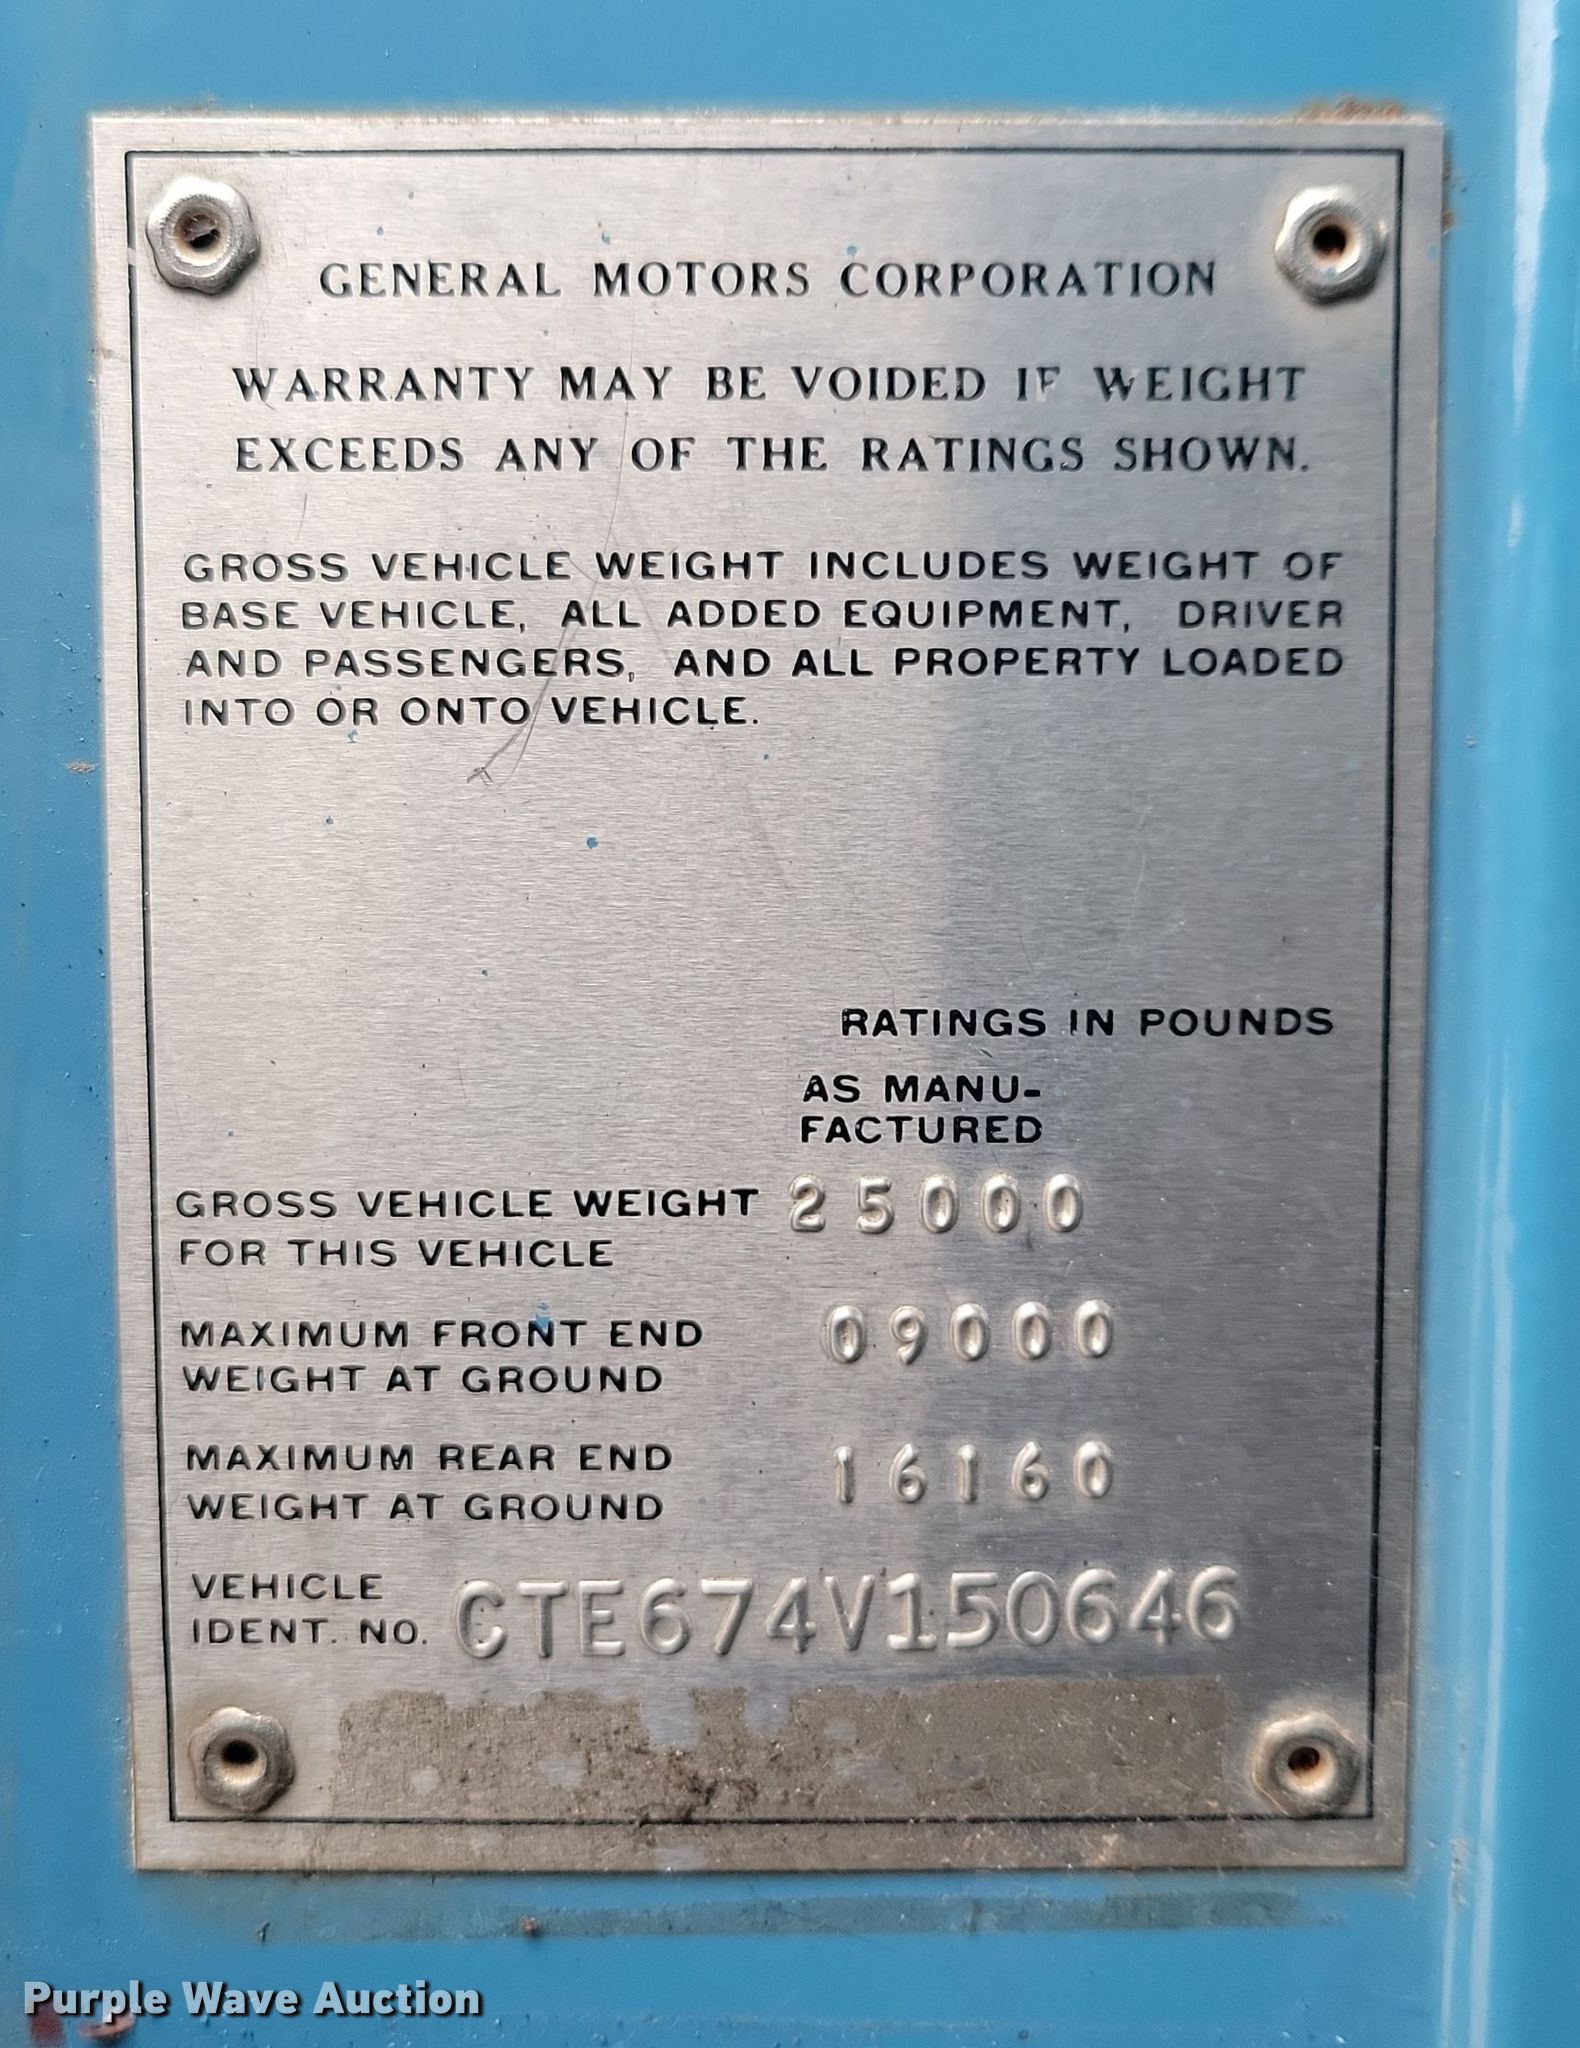 GENERAL MOTORS CORPORATION
WARRANTY MAY BE VOIDED IF WEIGHT
EXCEEDS ANY OF THE RATINGS SHOWN.
GROSS VEHICLE WEIGHT INCLUDES WEIGHT OF
BASE VEHICLE, ALL ADDED EQUIPMENT, DRIVER
AND PASSENGERS, AND ALL PROPERTY LOADED
INTO OR ONTO VEHICLE.
RATINGS IN POUNDS
AS MANU-
FACTURED
GROSS VEHICLE WEIGHT 25000
FOR THIS VEHICLE
MAXIMUM FRONT END 09000
WEIGHT AT GROUND
MAXIMUM REAR END 16160
WEIGHT AT GROUND
VEHICLE
IDENT. NO. CTE674V150646
Purple Wave Auction